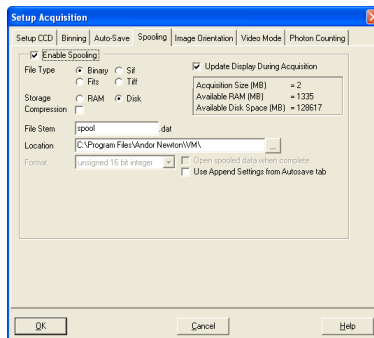 Setup Acquisition
Setup CCD Binning Auto-Save Spooling Image Orientation Video Mode Photon Counting
Enable Spooling
File Type Binary Sif
Fits Tiff
Update Display During Acquisition
Acquisition Size (MB) = 2
Available RAM (MB) = 1335
Available Disk Space (MB) = 128617
Storage RAM Disk
Compression
File Stem spool .dat
Location C:\Program Files\Andor Newton\VM\ ...
Format unsigned 16 bit integer
Open spooled data when complete
Use Append Settings from Autosave tab
OK Cancel Help